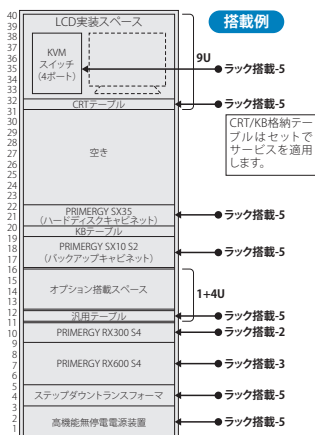 搭載例
40
39
38
37
36
35
34
33
32
31
30
29
28
27
26
25
24
23
22
21
20
19
18
17
16
15
14
13
12
11
10
9
8
7
6
5
4
3
2
1
LCD実装スペース
KVM
スイッチ
(4ポート)
9U
ラック搭載-5
CRTテーブル
ラック搭載-5
CRT/KB格納テー
ブルはセットで
サービスを適用
します。
空き
PRIMERGY SX35
(ハードディスクキャビネット)
ラック搭載-5
KBテーブル
PRIMERGY SX10 S2
(バックアップキャビネット)
ラック搭載-5
オプション搭載スペース
1+4U
汎用テーブル
ラック搭載-5
PRIMERGY RX300 S4
ラック搭載-2
PRIMERGY RX600 S4
ラック搭載-3
ステップダウントランスフォーマ
ラック搭載-5
高機能無停電電源装置
ラック搭載-5